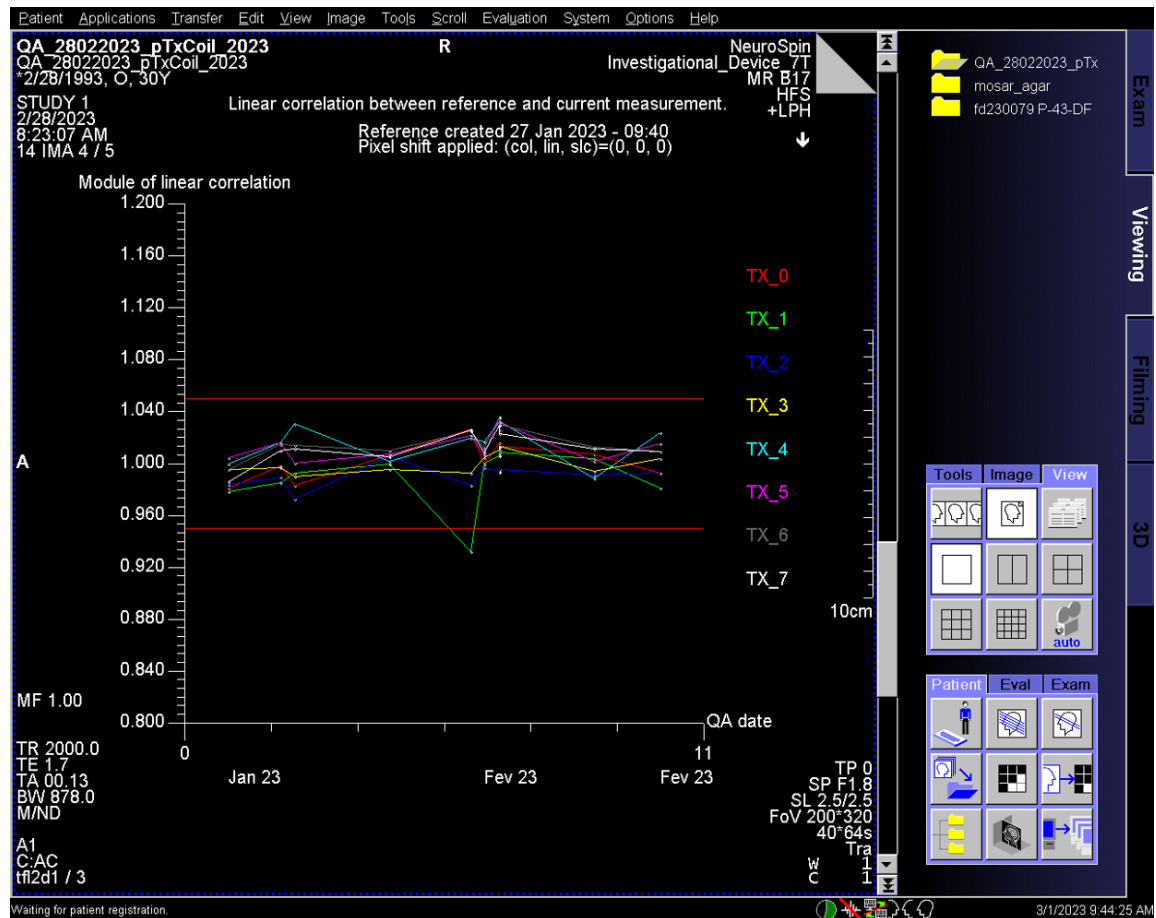 Patient Applications Transfer Edit View Image Tools Scroll Evaluation System Options Help
QA_28022023_pTxCoil_2023
QA_28022023_pTxCoil_2023
*2/28/1993, O, 30Y
STUDY 1
2/28/2023
8:23:07 AM
14 IMA 4 / 5
R
NeuroSpin
Investigational_Device_7T
MR B17
HFS
+LPH
Linear correlation between reference and current measurement.
Reference created 27 Jan 2023 - 09:40
Pixel shift applied: (col, lin, slc)=(0, 0, 0)
Module of linear correlation
1.200
1.160
1.120
1.080
1.040
1.000
0.960
0.920
0.880
0.840
0.800
A
TX_0
TX_1
TX_2
TX_3
TX_4
TX_5
TX_6
TX_7
10cm
QA date
0
11
Jan 23
Fev 23
Fev 23
MF 1.00
TR 2000.0
TE 1.7
TA 00.13
BW 878.0
M/ND
A1
C:AC
tfl2d1 / 3
TP 0
SP F1.8
SL 2.5/2.5
FoV 200*320
40*64s
Tra
W 1
C 1
QA_28022023_pTx
mosar_agar
fd230079 P-43-DF
Exam
Viewing
Filming
3D
Tools Image View
auto
Patient Eval Exam
Waiting for patient registration.
3/1/2023 9:44:25 AM